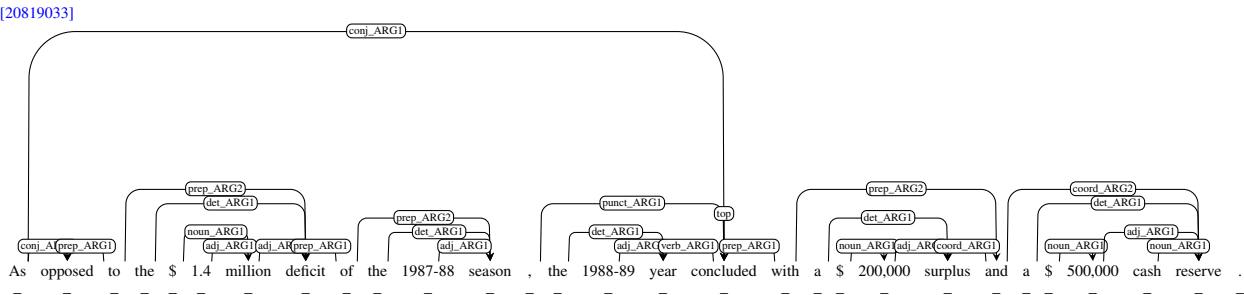 [20819033]
conj_ARG1
prep_ARG2 prep_ARG2 coord_ARG2
det_ARG1 punct_ARG1 det_ARG1
top
prep_ARG2 det_ARG1
noun_ARG1 det_ARG1 det_ARG1 adj_ARG1
prep_ARG1 adj_ARG1 prep_ARG1 adj_ARG1 verb_ARG1 prep_ARG1 noun_ARG1 coord_ARG1 noun_ARG1 noun_ARG1
As opposed to the $ 1.4 million deficit of the 1987-88 season , the 1988-89 year concluded with a $ 200,000 surplus and a $ 500,000 cash reserve .
_ _ _ _ _ _ _ _ _ _ _ _ _ _ _ _ _ _ _ _ _ _ _ _ _ _ _ _ _